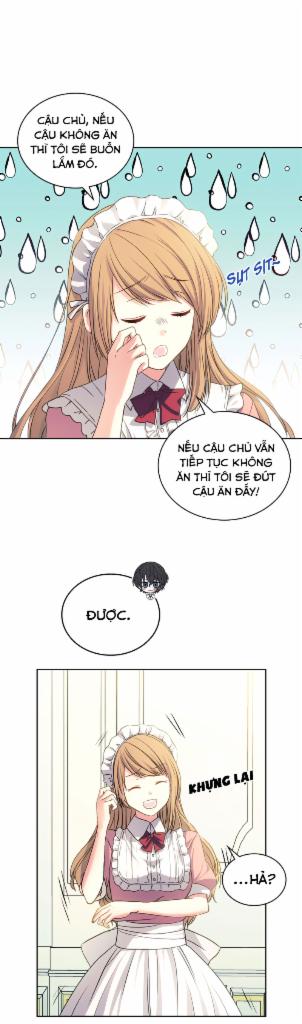 CẬU CHỦ, NẾU
CẬU KHÔNG ĂN
THÌ TÔI SẼ BUỒN
LẮM ĐÓ.
SỤT SỊT~
NẾU CẬU CHỦ VẪN
TIẾP TỤC KHÔNG
ĂN THÌ TÔI SẼ ĐÚT
CẬU ĂN ĐẤY!
ĐƯỢC.
KHỰNG LẠI
...HẢ?